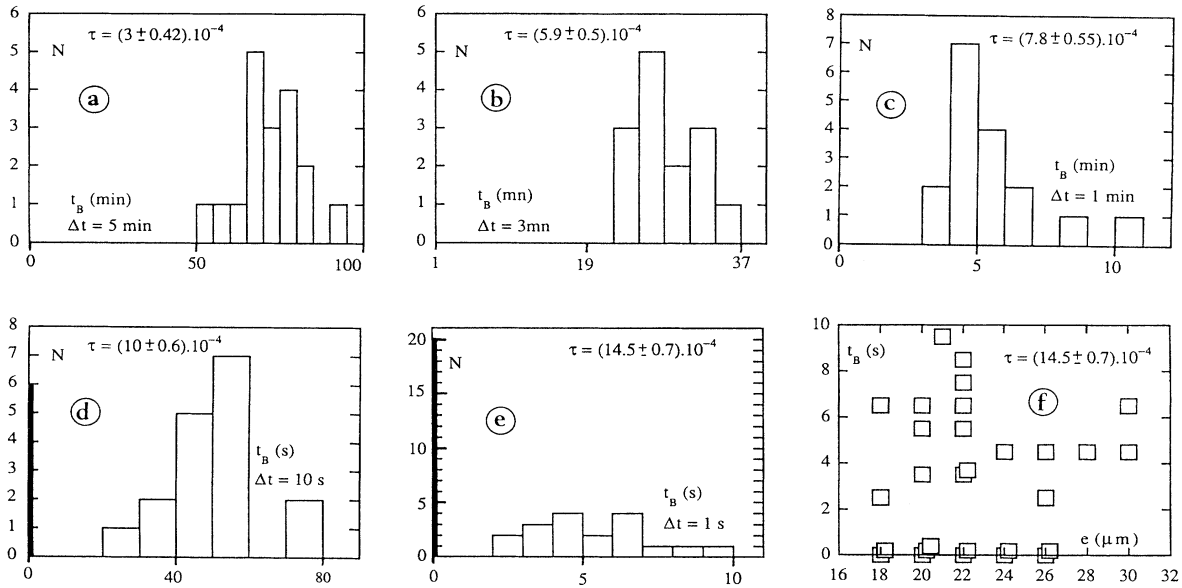 6
τ = (3 ± 0.42).10⁻⁴
5
N
4
a
3
2
t_B (min)
1
Δt = 5 min
0
0 50 100
6
τ = (5.9 ± 0.5).10⁻⁴
5
N
4
b
3
2
t_B (mn)
1
Δt = 3mn
0
1 19 37
8
7
N τ = (7.8 ± 0.55).10⁻⁴
6
5
c
4
3
t_B (min)
2
Δt = 1 min
1
0
0 5 10
8
τ = (10 ± 0.6).10⁻⁴
7
N
6
5
d
4
t_B (s)
3
Δt = 10 s
2
1
0
0 40 80
20
τ = (14.5 ± 0.7).10⁻⁴
N
15
e
10
5
t_B (s)
Δt = 1 s
0
0 5 10
10
t_B (s) τ = (14.5 ± 0.7).10⁻⁴
8
f
6
4
2
e (μm)
0
16 18 20 22 24 26 28 30 32